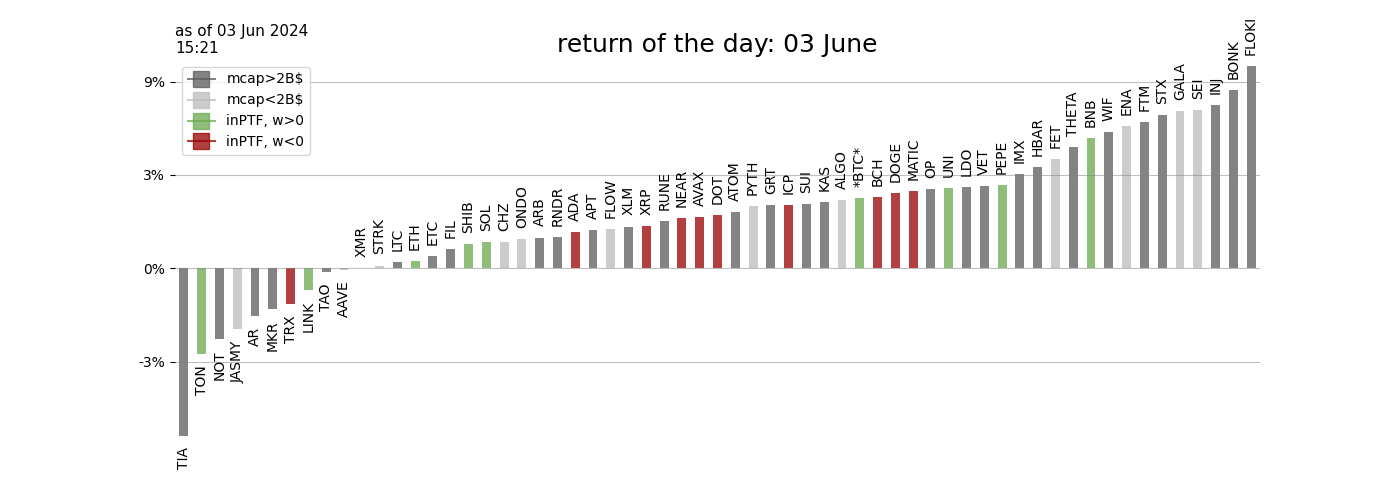 as of 03 Jun 2024
15:21
return of the day: 03 June
mcap>2B$
mcap<2B$
inPTF, w>0
inPTF, w<0
9%
3%
0%
-3%
TIA
TON
NOT
JASMY
AR
MKR
TRX
LINK
TAO
AAVE
XMR
STRK
LTC
ETH
ETC
FIL
SHIB
SOL
CHZ
ONDO
ARB
RNDR
ADA
APT
FLOW
XLM
XRP
RUNE
NEAR
AVAX
DOT
ATOM
PYTH
GRT
ICP
SUI
KAS
ALGO
*BTC*
BCH
DOGE
MATIC
OP
UNI
LDO
VET
PEPE
IMX
HBAR
FET
THETA
BNB
WIF
ENA
FTM
STX
GALA
SEI
INJ
BONK
FLOKI